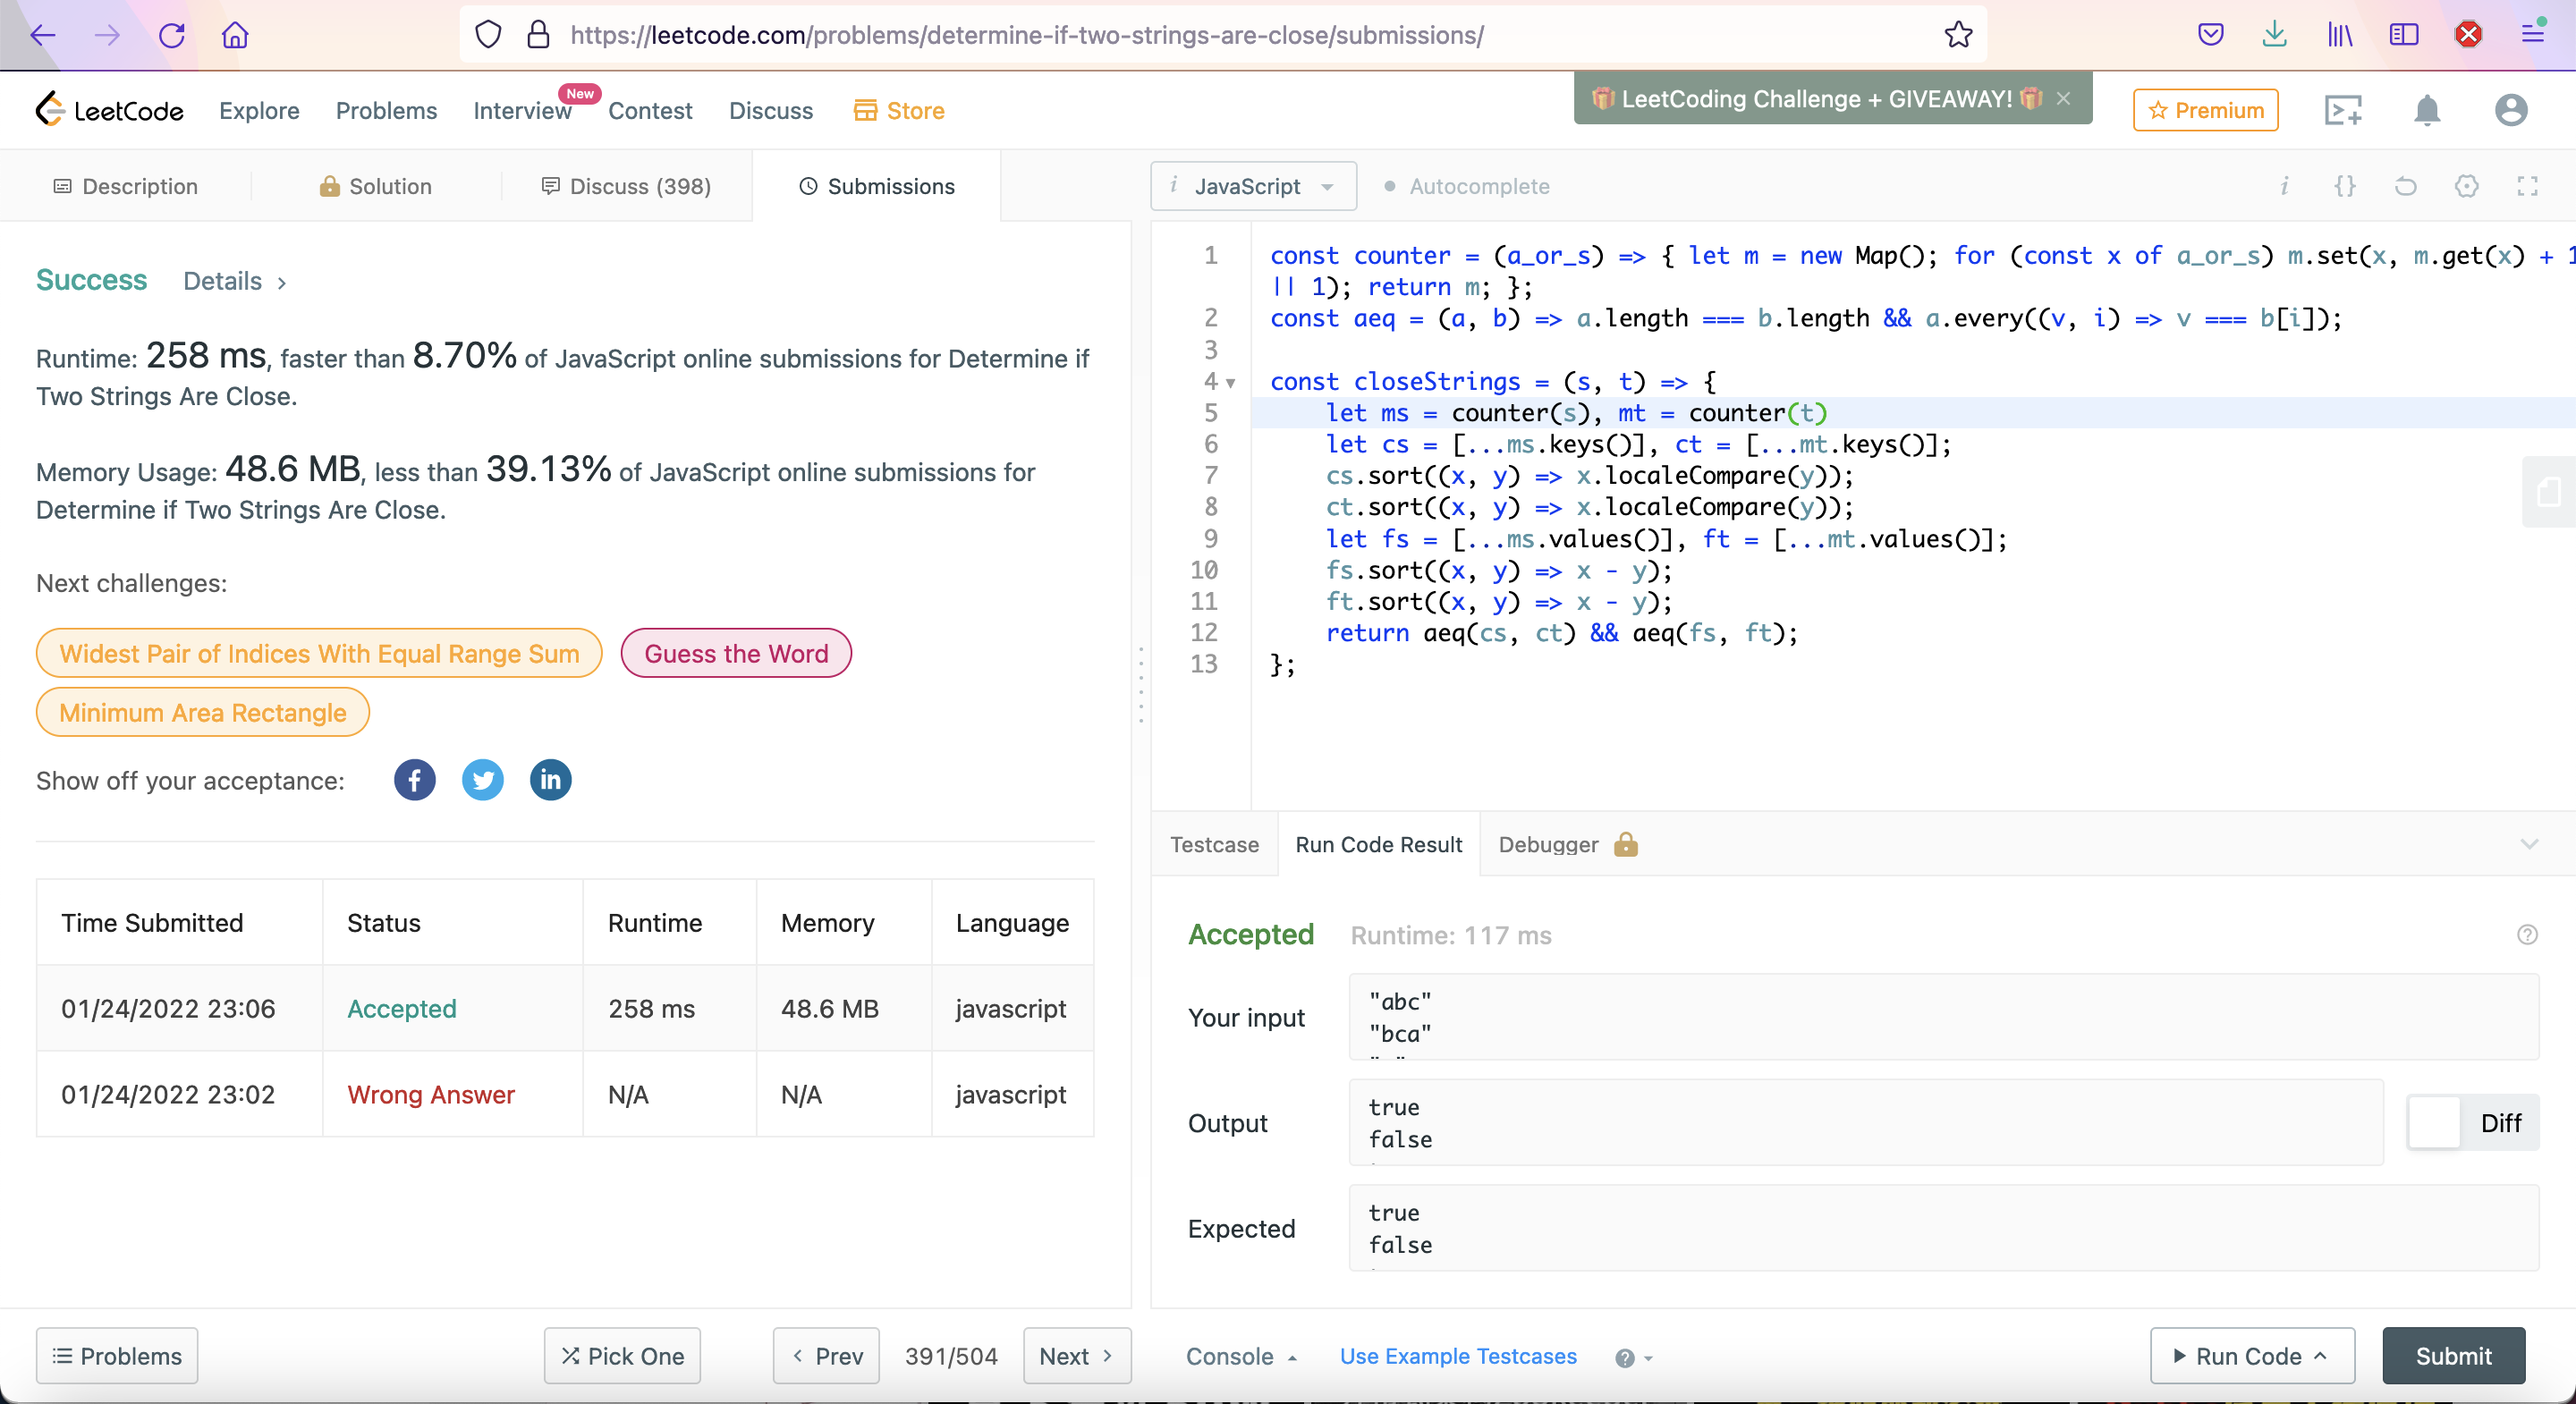 https://leetcode.com/problems/determine-if-two-strings-are-close/submissions/
LeetCode Explore Problems Interview New Contest Discuss Store
LeetCoding Challenge + GIVEAWAY! ×
Premium
Description Solution Discuss (398) Submissions
i JavaScript Autocomplete
Success Details >
Runtime: 258 ms, faster than 8.70% of JavaScript online submissions for Determine if
Two Strings Are Close.
Memory Usage: 48.6 MB, less than 39.13% of JavaScript online submissions for
Determine if Two Strings Are Close.
Next challenges:
Widest Pair of Indices With Equal Range Sum Guess the Word
Minimum Area Rectangle
Show off your acceptance:
Time Submitted Status Runtime Memory Language
01/24/2022 23:06 Accepted 258 ms 48.6 MB javascript
01/24/2022 23:02 Wrong Answer N/A N/A javascript
1 const counter = (a_or_s) => { let m = new Map(); for (const x of a_or_s) m.set(x, m.get(x) + 1
|| 1); return m; };
2 const aeq = (a, b) => a.length === b.length && a.every((v, i) => v === b[i]);
3
4 const closeStrings = (s, t) => {
5 let ms = counter(s), mt = counter(t)
6 let cs = [...ms.keys()], ct = [...mt.keys()];
7 cs.sort((x, y) => x.localeCompare(y));
8 ct.sort((x, y) => x.localeCompare(y));
9 let fs = [...ms.values()], ft = [...mt.values()];
10 fs.sort((x, y) => x - y);
11 ft.sort((x, y) => x - y);
12 return aeq(cs, ct) && aeq(fs, ft);
13 };
Testcase Run Code Result Debugger
Accepted Runtime: 117 ms
Your input
"abc"
"bca"
Output
true
false
Diff
Expected
true
false
Problems Pick One < Prev 391/504 Next >
Console Use Example Testcases ? Run Code Submit